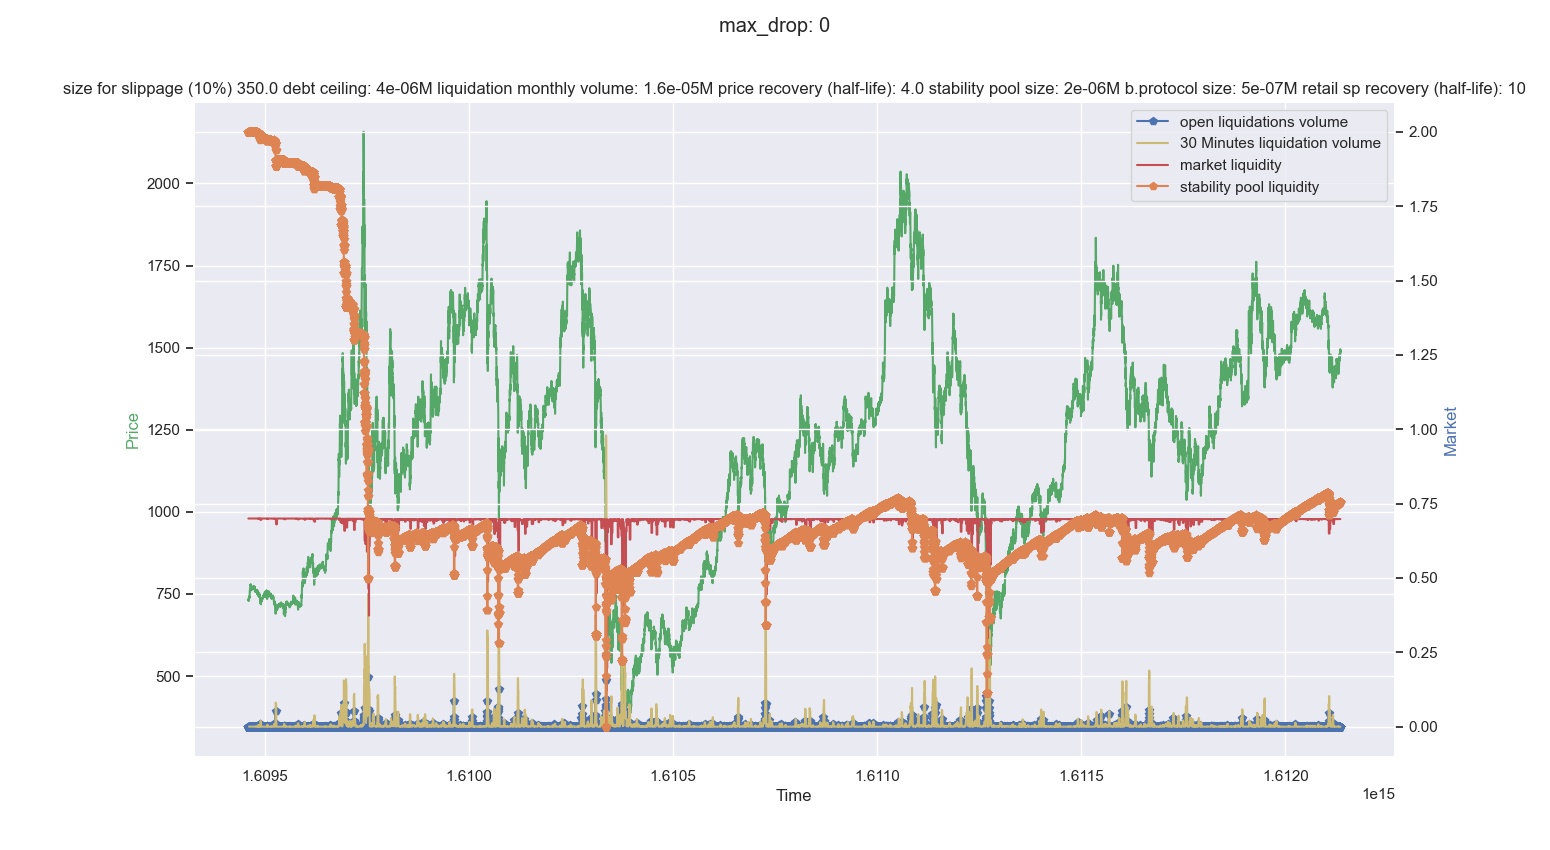 max_drop: 0
size for slippage (10%) 350.0 debt ceiling: 4e-06M liquidation monthly volume: 1.6e-05M price recovery (half-life): 4.0 stability pool size: 2e-06M b.protocol size: 5e-07M retail sp recovery (half-life): 10
open liquidations volume
30 Minutes liquidation volume
market liquidity
stability pool liquidity
2000
1750
1500
1250
1000
750
500
Price
2.00
1.75
1.50
1.25
1.00
0.75
0.50
0.25
0.00
Market
1.6095
1.6100
1.6105
1.6110
1.6115
1.6120
Time
1e15